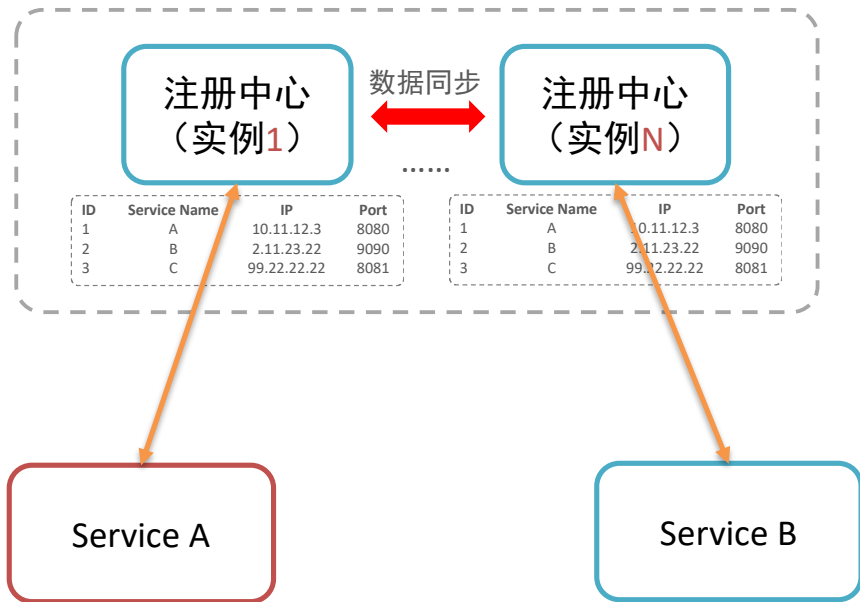 注册中心
（实例1）
数据同步
注册中心
（实例N）
……
ID Service Name IP Port
1 A 10.11.12.3 8080
2 B 2.11.23.22 9090
3 C 99.22.22.22 8081
ID Service Name IP Port
1 A 10.11.12.3 8080
2 B 2.11.23.22 9090
3 C 99.22.22.22 8081
Service A
Service B